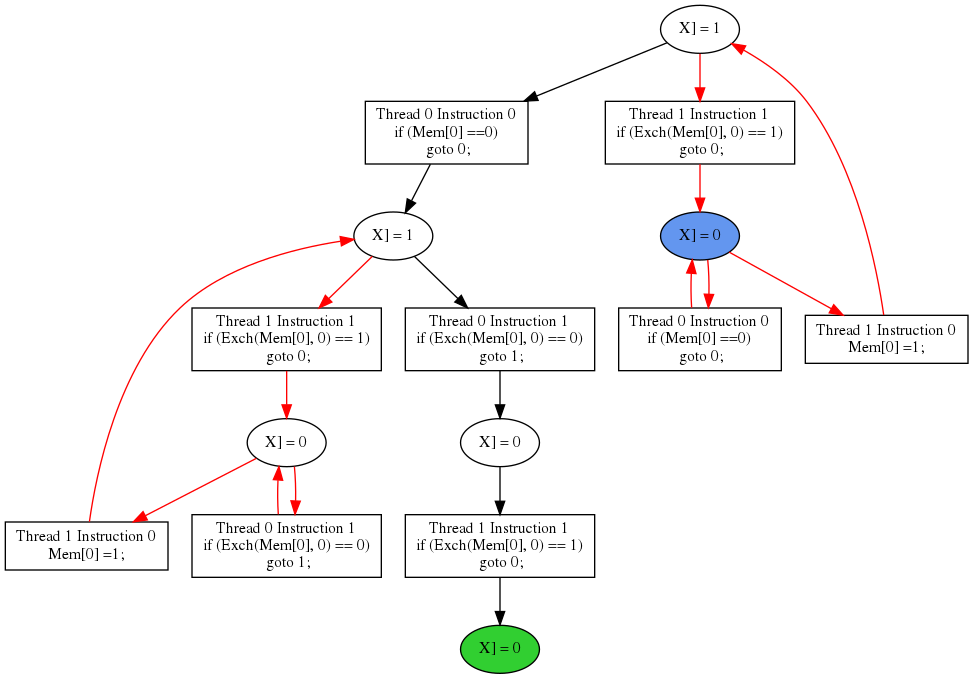 X] = 1
Thread 0 Instruction 0
if (Mem[0] ==0)
goto 0;
Thread 1 Instruction 1
if (Exch(Mem[0], 0) == 1)
goto 0;
X] = 1
X] = 0
Thread 1 Instruction 1
if (Exch(Mem[0], 0) == 1)
goto 0;
Thread 0 Instruction 1
if (Exch(Mem[0], 0) == 0)
goto 1;
Thread 0 Instruction 0
if (Mem[0] ==0)
goto 0;
Thread 1 Instruction 0
Mem[0] =1;
X] = 0
X] = 0
Thread 1 Instruction 0
Mem[0] =1;
Thread 0 Instruction 1
if (Exch(Mem[0], 0) == 0)
goto 1;
Thread 1 Instruction 1
if (Exch(Mem[0], 0) == 1)
goto 0;
X] = 0